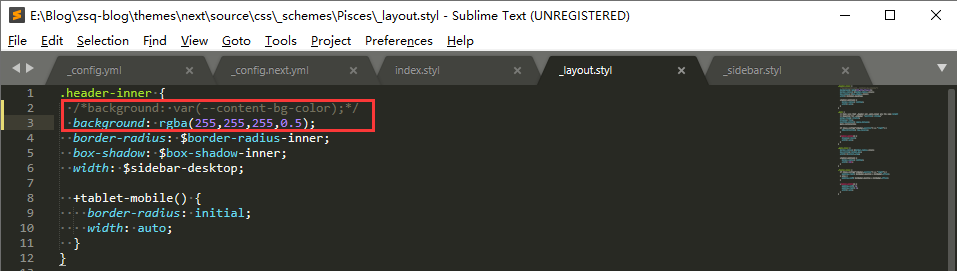 E:\Blog\zsq-blog\themes\next\source\css\_schemes\Pisces\_layout.styl - Sublime Text (UNREGISTERED)
File Edit Selection Find View Goto Tools Project Preferences Help
_config.yml _config.next.yml index.styl _layout.styl _sidebar.styl
1 .header-inner {
2 /*background: var(--content-bg-color);*/
3 background: rgba(255,255,255,0.5);
4 border-radius: $border-radius-inner;
5 box-shadow: $box-shadow-inner;
6 width: $sidebar-desktop;
7
8 +tablet-mobile() {
9 border-radius: initial;
10 width: auto;
11 }
12 }